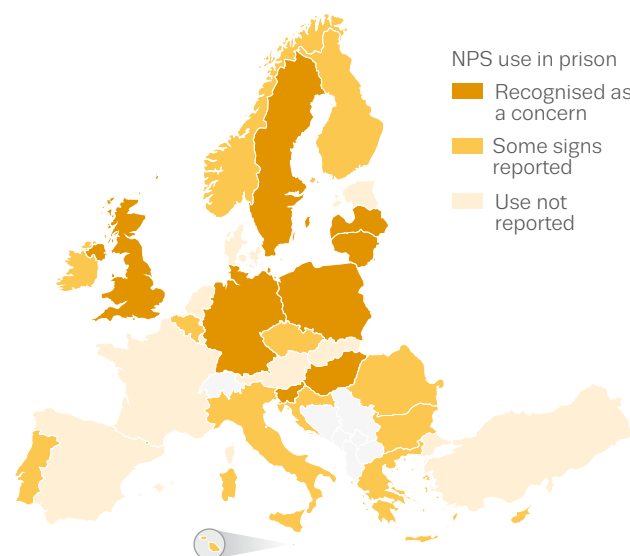 NPS use in prison
Recognised as
a concern
Some signs
reported
Use not
reported